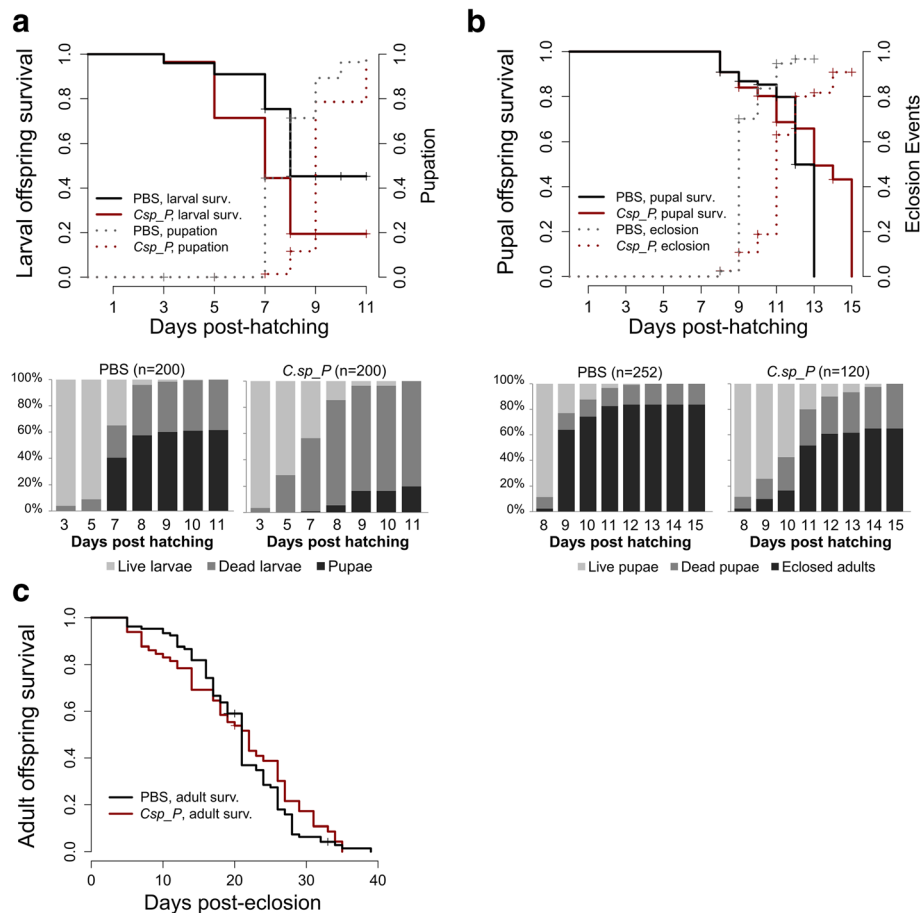 a
Larval offspring survival
1.0
0.8
0.6
0.4
0.2
0.0
PBS, larval surv.
Csp_P, larval surv.
PBS, pupation
Csp_P, pupation
1.0
0.8
0.6
0.4
0.2
0.0
Pupation
1 3 5 7 9 11
Days post-hatching
PBS (n=200)
100%
80%
60%
40%
20%
0%
3 5 7 8 9 10 11
Days post hatching
C.sp_P (n=200)
3 5 7 8 9 10 11
Days post hatching
Live larvae Dead larvae Pupae
b
Pupal offspring survival
1.0
0.8
0.6
0.4
0.2
0.0
PBS, pupal surv.
Csp_P, pupal surv.
PBS, eclosion
Csp_P, eclosion
1.0
0.8
0.6
0.4
0.2
0.0
Eclosion Events
1 3 5 7 9 11 13 15
Days post-hatching
PBS (n=252)
100%
80%
60%
40%
20%
0%
8 9 10 11 12 13 14 15
Days post hatching
C.sp_P (n=120)
8 9 10 11 12 13 14 15
Days post hatching
Live pupae Dead pupae Eclosed adults
c
Adult offspring survival
1.0
0.8
0.6
0.4
0.2
0.0
PBS, adult surv.
Csp_P, adult surv.
0 10 20 30 40
Days post-eclosion